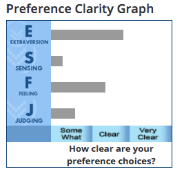 Preference Clarity Graph
E
EXTRAVERSION
S
SENSING
F
FEELING
J
JUDGING
Some What Clear Very Clear
How clear are your
preference choices?